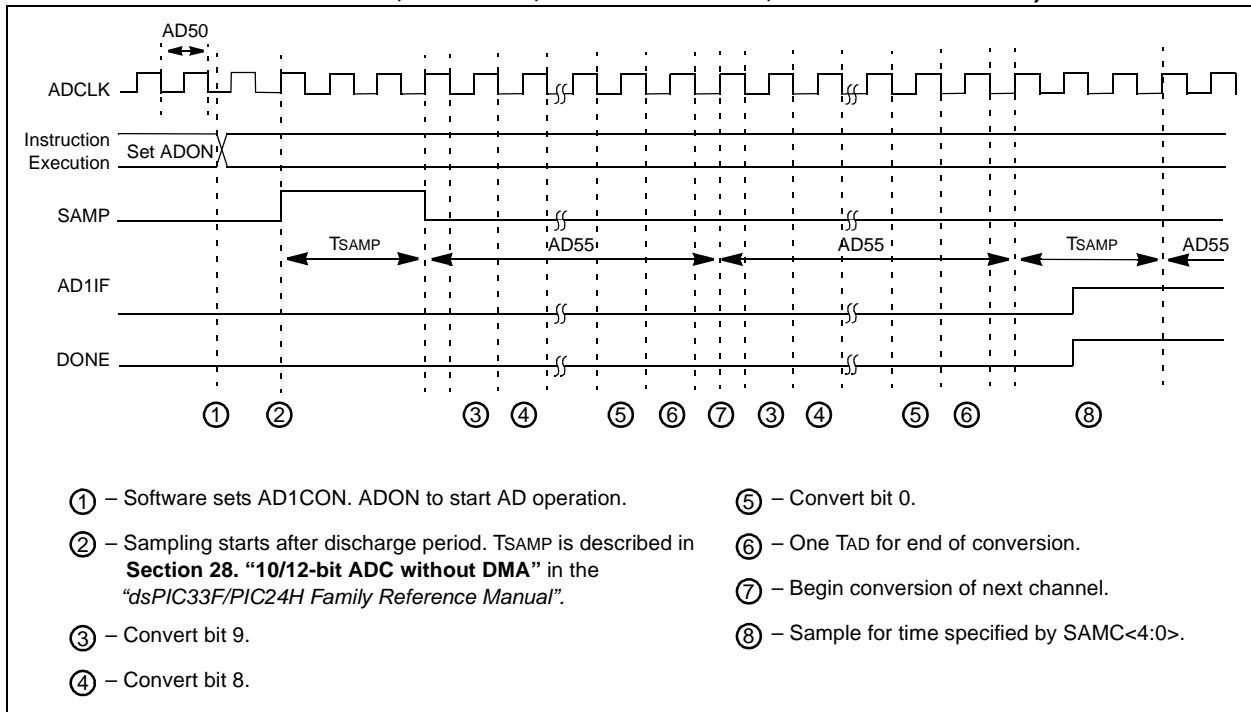 AD50
ADCLK
Instruction
Execution
Set ADON
SAMP
TSAMP
AD55
AD55
TSAMP
AD55
AD1IF
DONE
1 2 3 4 5 6 7 3 4 5 6 8
1 – Software sets AD1CON. ADON to start AD operation.
2 – Sampling starts after discharge period. TSAMP is described in
Section 28. “10/12-bit ADC without DMA” in the
“dsPIC33F/PIC24H Family Reference Manual”.
3 – Convert bit 9.
4 – Convert bit 8.
5 – Convert bit 0.
6 – One TAD for end of conversion.
7 – Begin conversion of next channel.
8 – Sample for time specified by SAMC<4:0>.